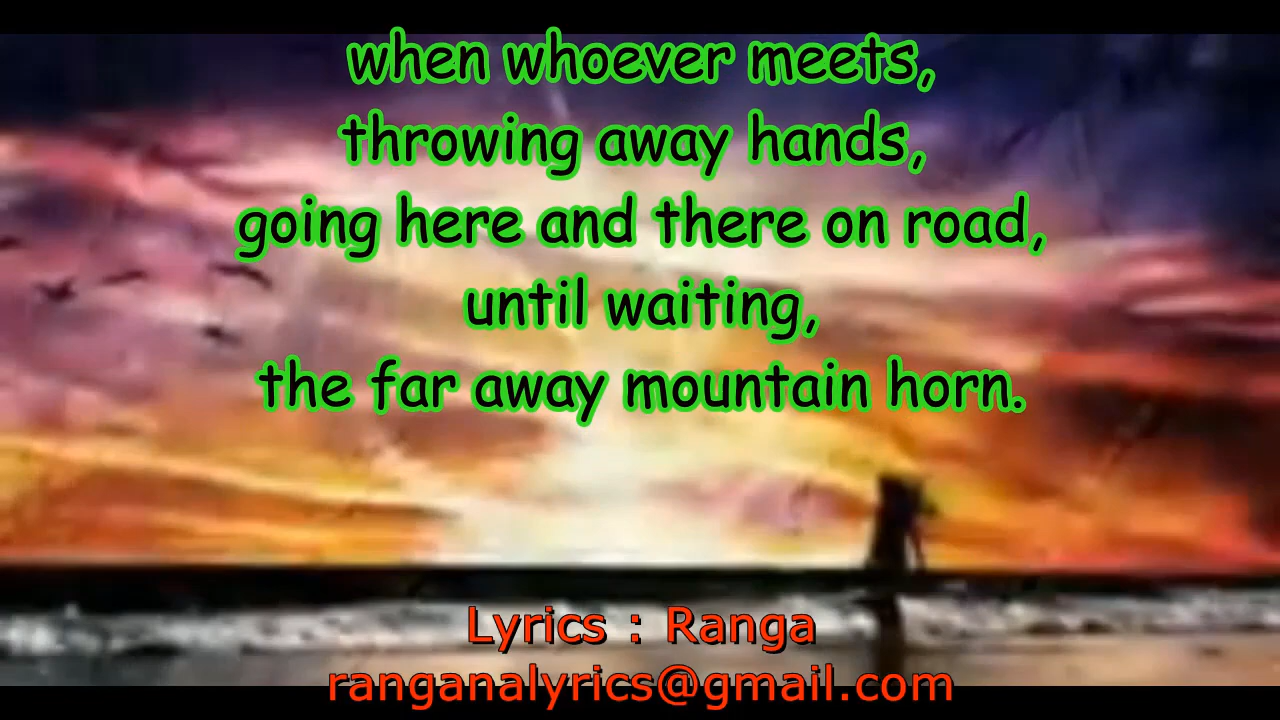 when whoever meets,
throwing away hands,
going here and there on road,
until waiting,
the far away mountain horn.
Lyrics : Ranga
ranganalyrics@gmail.com